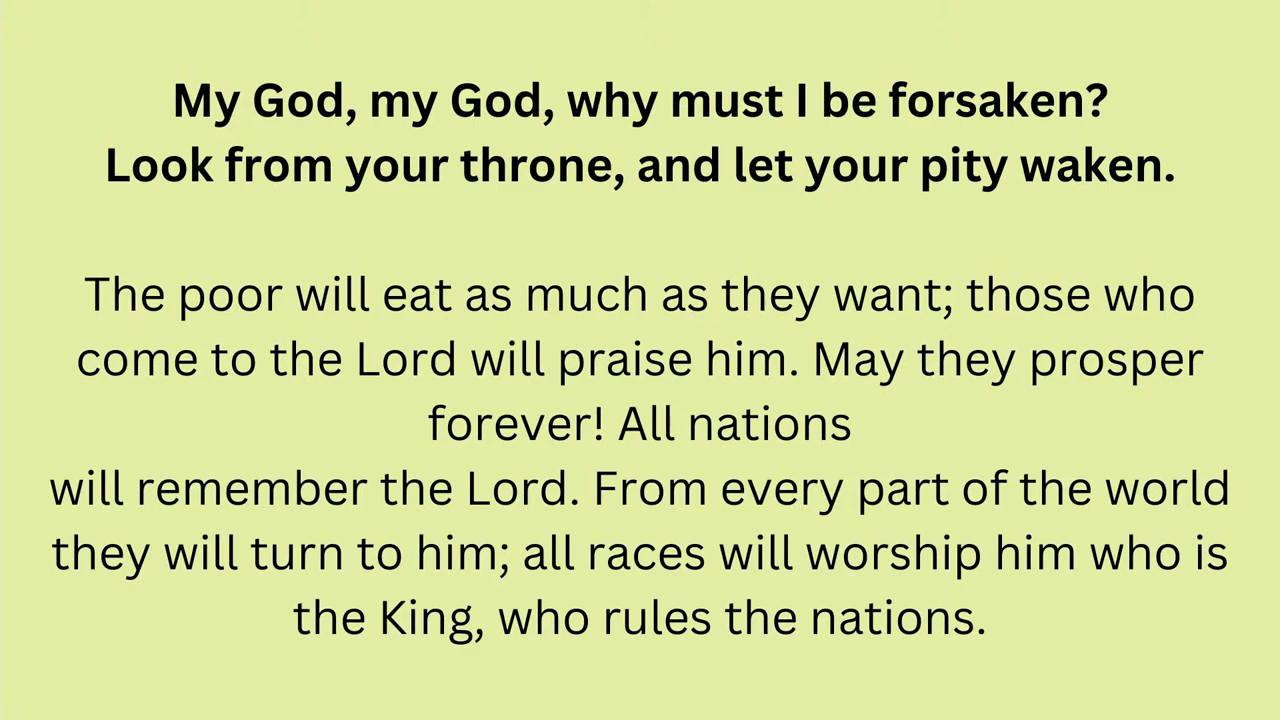 My God, my God, why must I be forsaken?
Look from your throne, and let your pity waken.
The poor will eat as much as they want; those who
come to the Lord will praise him. May they prosper
forever! All nations
will remember the Lord. From every part of the world
they will turn to him; all races will worship him who is
the King, who rules the nations.